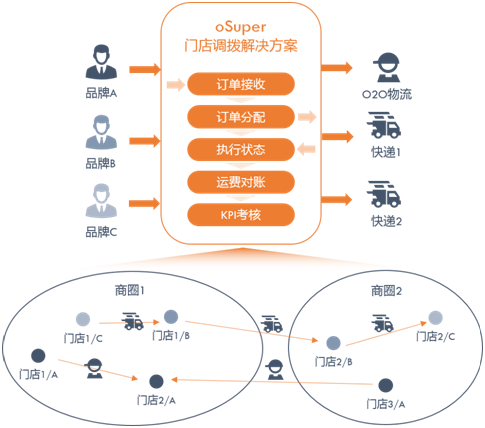 oSuper
门店调拨解决方案
品牌A
品牌B
品牌C
订单接收
订单分配
执行状态
运费对账
KPI考核
O2O物流
快递1
快递2
商圈1
商圈2
门店1/C
门店1/B
门店1/A
门店2/A
门店2/B
门店2/C
门店3/A